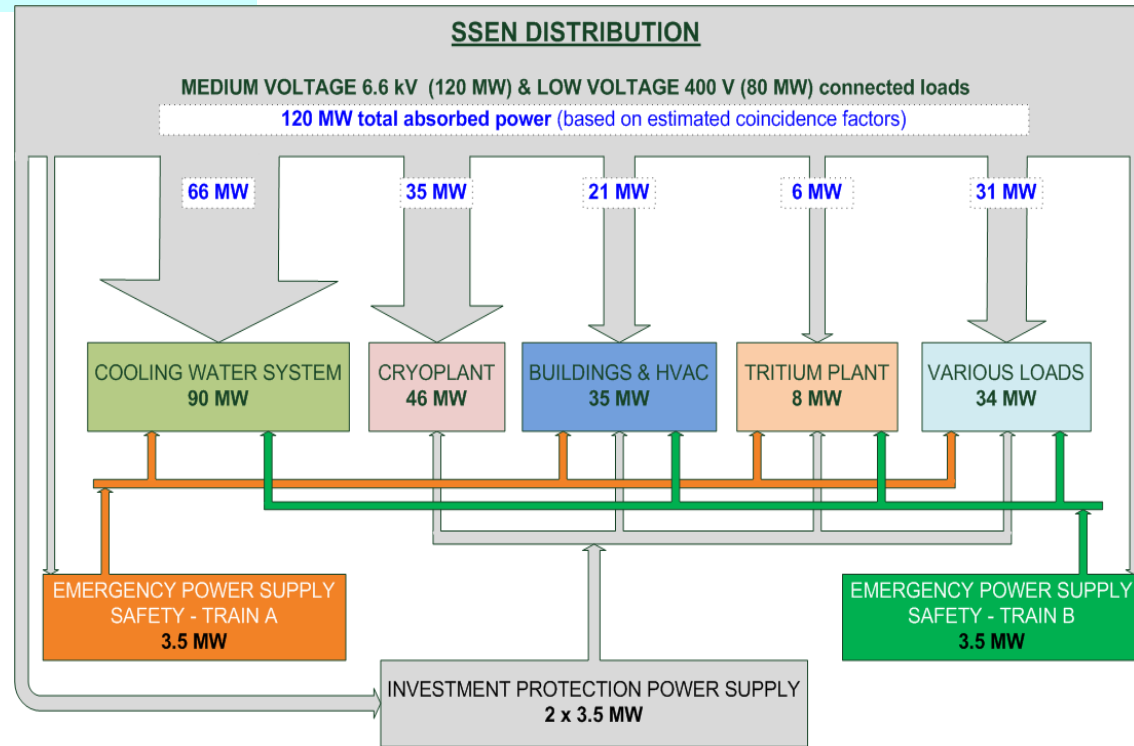 SSEN DISTRIBUTION
MEDIUM VOLTAGE 6.6 kV (120 MW) & LOW VOLTAGE 400 V (80 MW) connected loads
120 MW total absorbed power (based on estimated coincidence factors)
66 MW
35 MW
21 MW
6 MW
31 MW
COOLING WATER SYSTEM
90 MW
CRYOPLANT
46 MW
BUILDINGS & HVAC
35 MW
TRITIUM PLANT
8 MW
VARIOUS LOADS
34 MW
EMERGENCY POWER SUPPLY
SAFETY - TRAIN A
3.5 MW
EMERGENCY POWER SUPPLY
SAFETY - TRAIN B
3.5 MW
INVESTMENT PROTECTION POWER SUPPLY
2 x 3.5 MW